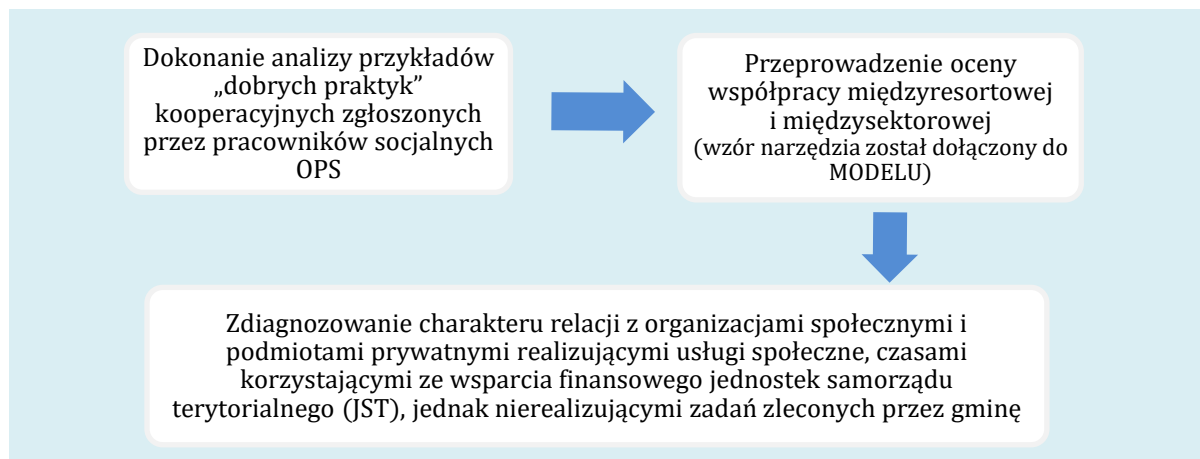 Dokonanie analizy przykładów
„dobrych praktyk”
kooperacyjnych zgłoszonych
przez pracowników socjalnych
OPS
Przeprowadzenie oceny
współpracy międzyresortowej
i międzysektorowej
(wzór narzędzia został dołączony do
MODELU)
Zdiagnozowanie charakteru relacji z organizacjami społecznymi i
podmiotami prywatnymi realizującymi usługi społeczne, czasami
korzystającymi ze wsparcia finansowego jednostek samorządu
terytorialnego (JST), jednak nierealizującymi zadań zleconych przez gminę